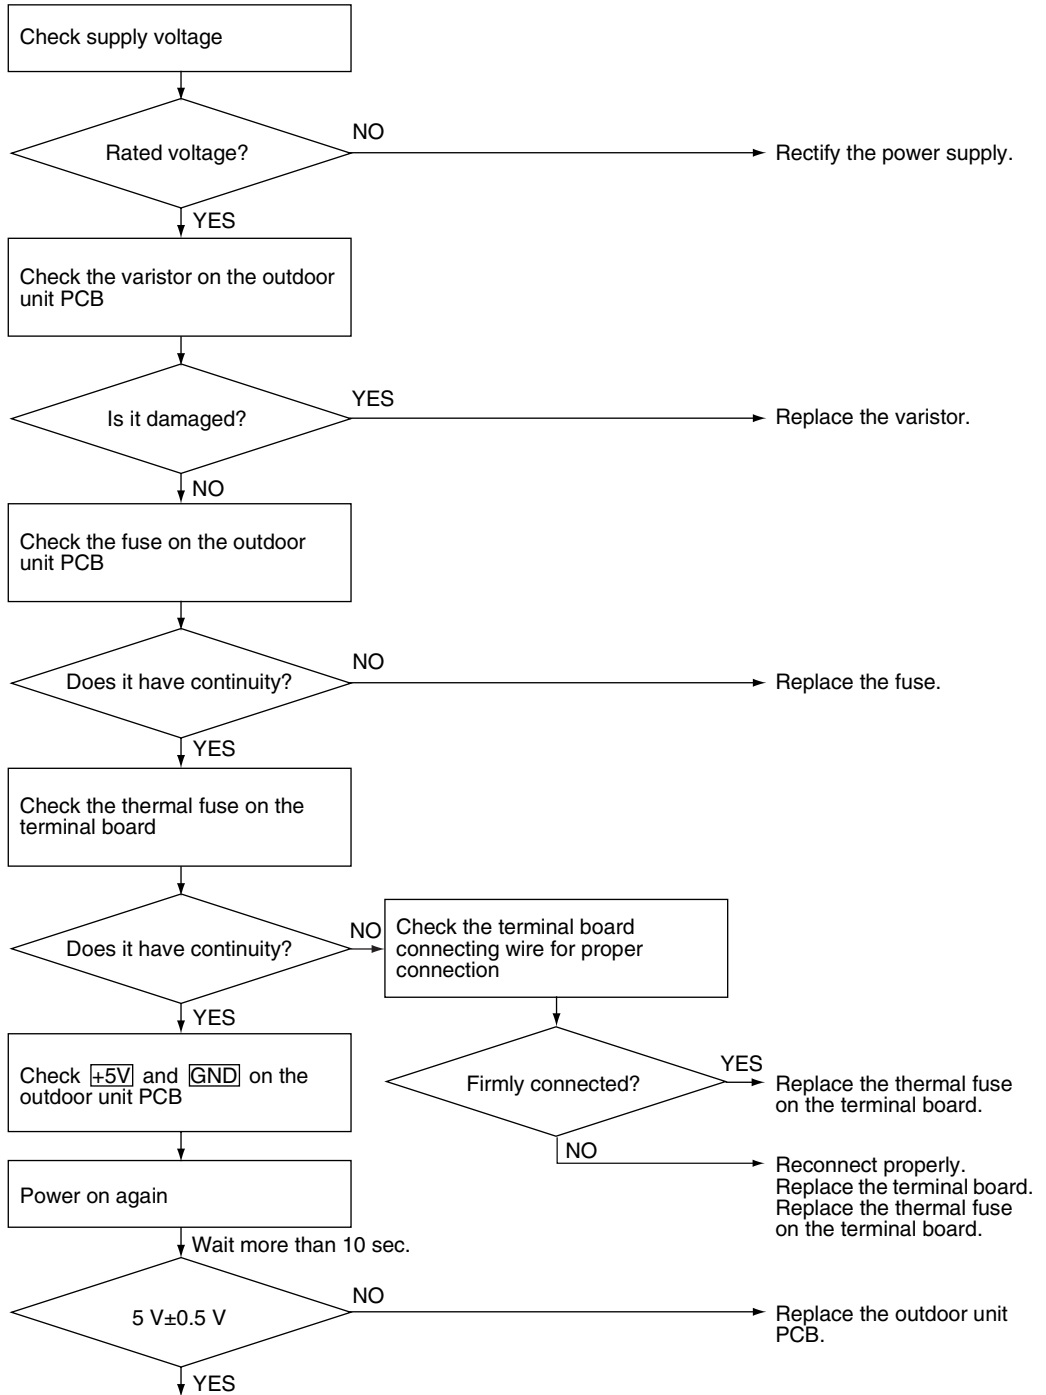 Check supply voltage
NO
Rated voltage?
Rectify the power supply.
YES
Check the varistor on the outdoor
unit PCB
YES
Is it damaged?
Replace the varistor.
NO
Check the fuse on the outdoor
unit PCB
NO
Does it have continuity?
Replace the fuse.
YES
Check the thermal fuse on the
terminal board
NO
Does it have continuity?
Check the terminal board
connecting wire for proper
connection
YES
Check +5V and GND on the
outdoor unit PCB
YES
Firmly connected?
Replace the thermal fuse
on the terminal board.
NO
Reconnect properly.
Replace the terminal board.
Replace the thermal fuse
on the terminal board.
Power on again
Wait more than 10 sec.
NO
5 V±0.5 V
Replace the outdoor unit
PCB.
YES